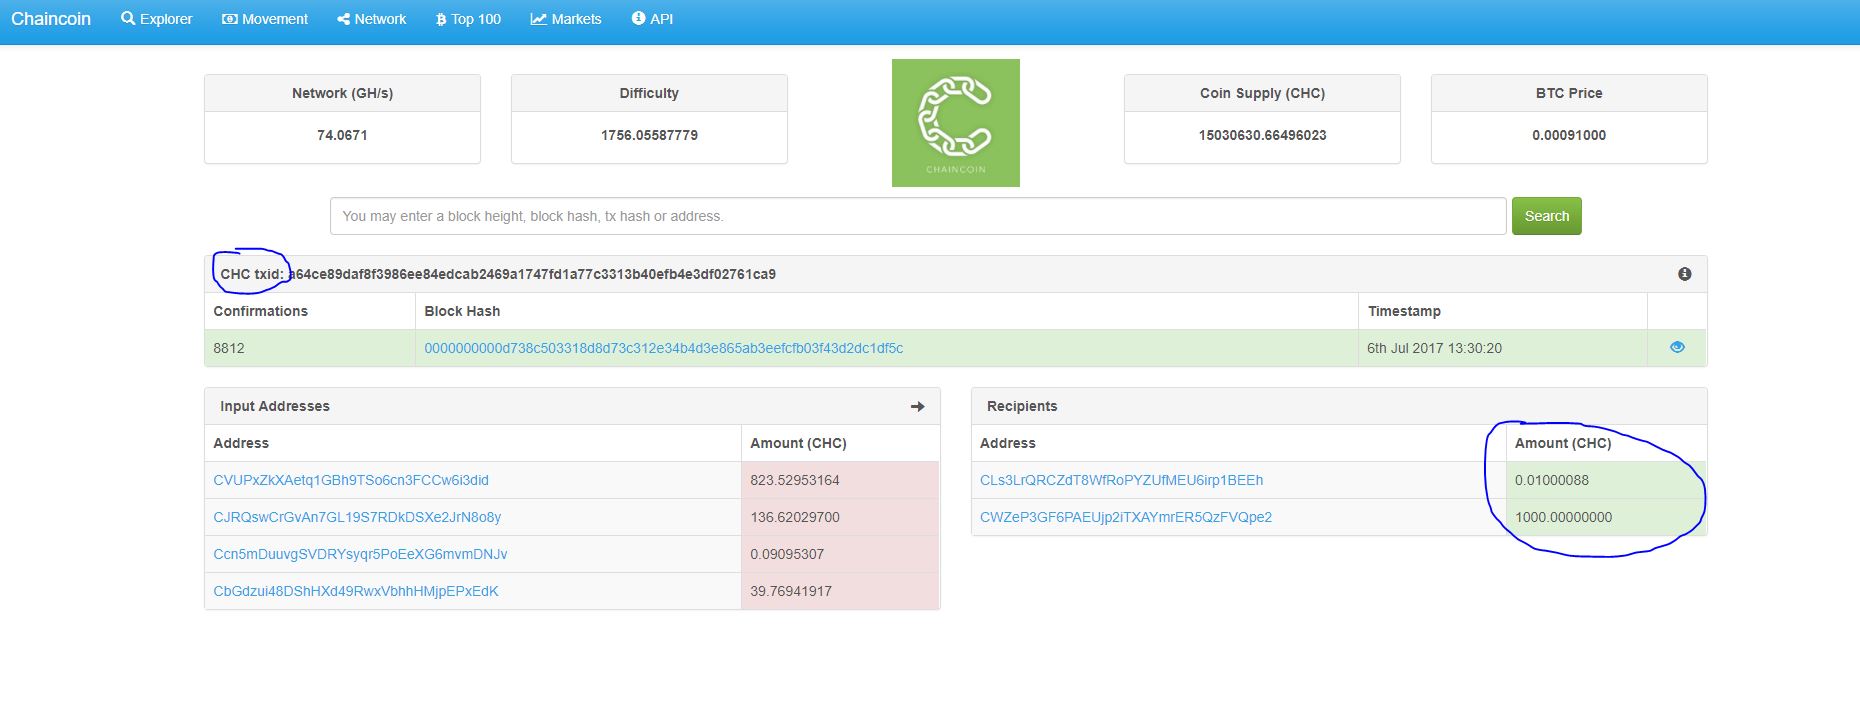 Chaincoin Explorer Movement Network Top 100 Markets API
Network (GH/s)
74.0671
Difficulty
1756.05587779
CHAINCOIN
Coin Supply (CHC)
15030630.66496023
BTC Price
0.00091000
You may enter a block height, block hash, tx hash or address. Search
CHC txid: a64ce89daf8f3986ee84edcab2469a1747fd1a77c3313b40efb4e3df02761ca9
Confirmations Block Hash Timestamp
8812 0000000000d738c503318d8d73c312e34b4d3e865ab3eefcfb03f43d2dc1df5c 6th Jul 2017 13:30:20
Input Addresses
Address Amount (CHC)
CVUPxZkXAetq1GBh9TSo6cn3FCCw6i3did 823.52953164
CJRQswCrGvAn7GL19S7RDkDSXe2JrN8o8y 136.62029700
Ccn5mDuuvgSVDRYsyqr5PoEeXG6mvmDNJv 0.09095307
CbGdzui48DShHXd49RwxVbhhHMjpEPxEdK 39.76941917
Recipients
Address Amount (CHC)
CLs3LrQRCZdT8WfRoPYZUfMEU6irp1BEEh 0.01000088
CWZeP3GF6PAEUjp2iTXAYmrER5QzFVQpe2 1000.00000000